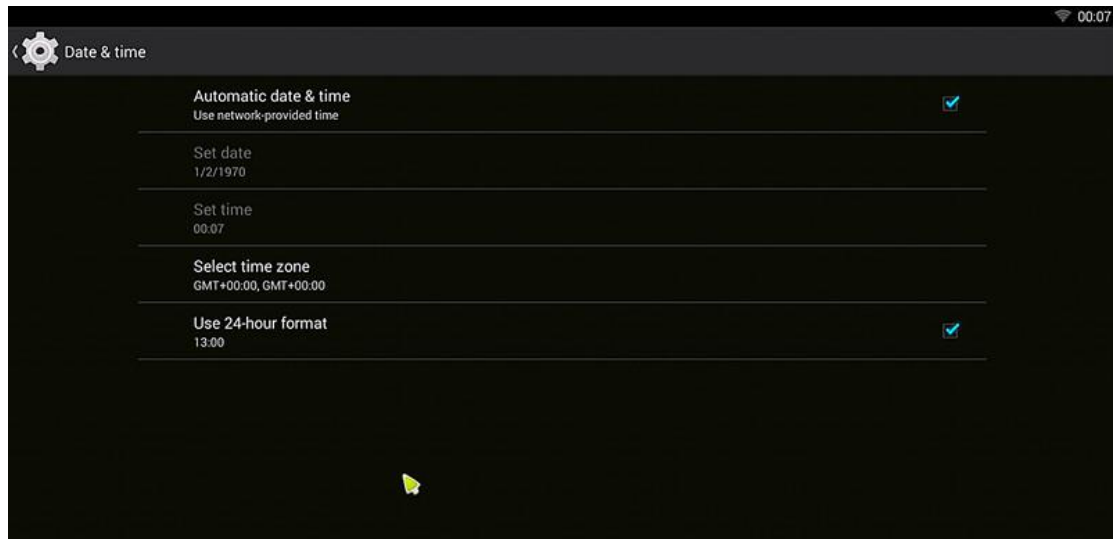 00:07
Date & time
Automatic date & time
Use network-provided time
Set date
1/2/1970
Set time
00:07
Select time zone
GMT+00:00, GMT+00:00
Use 24-hour format
13:00